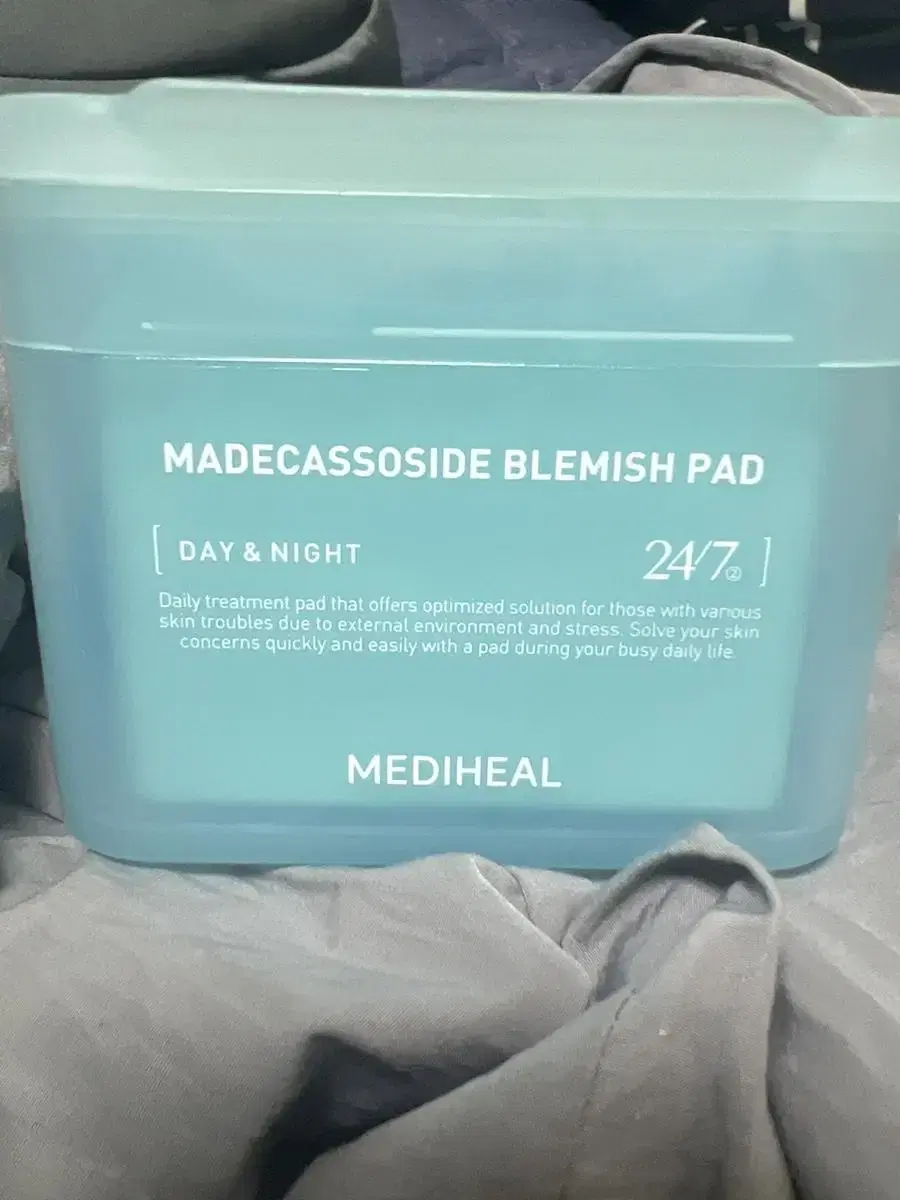 MADECASSOSIDE BLEMISH PAD
[ DAY & NIGHT 24/7② ]
Daily treatment pad that offers optimized solution for those with various
skin troubles due to external environment and stress. Solve your skin
concerns quickly and easily with a pad during your busy daily life.
MEDIHEAL